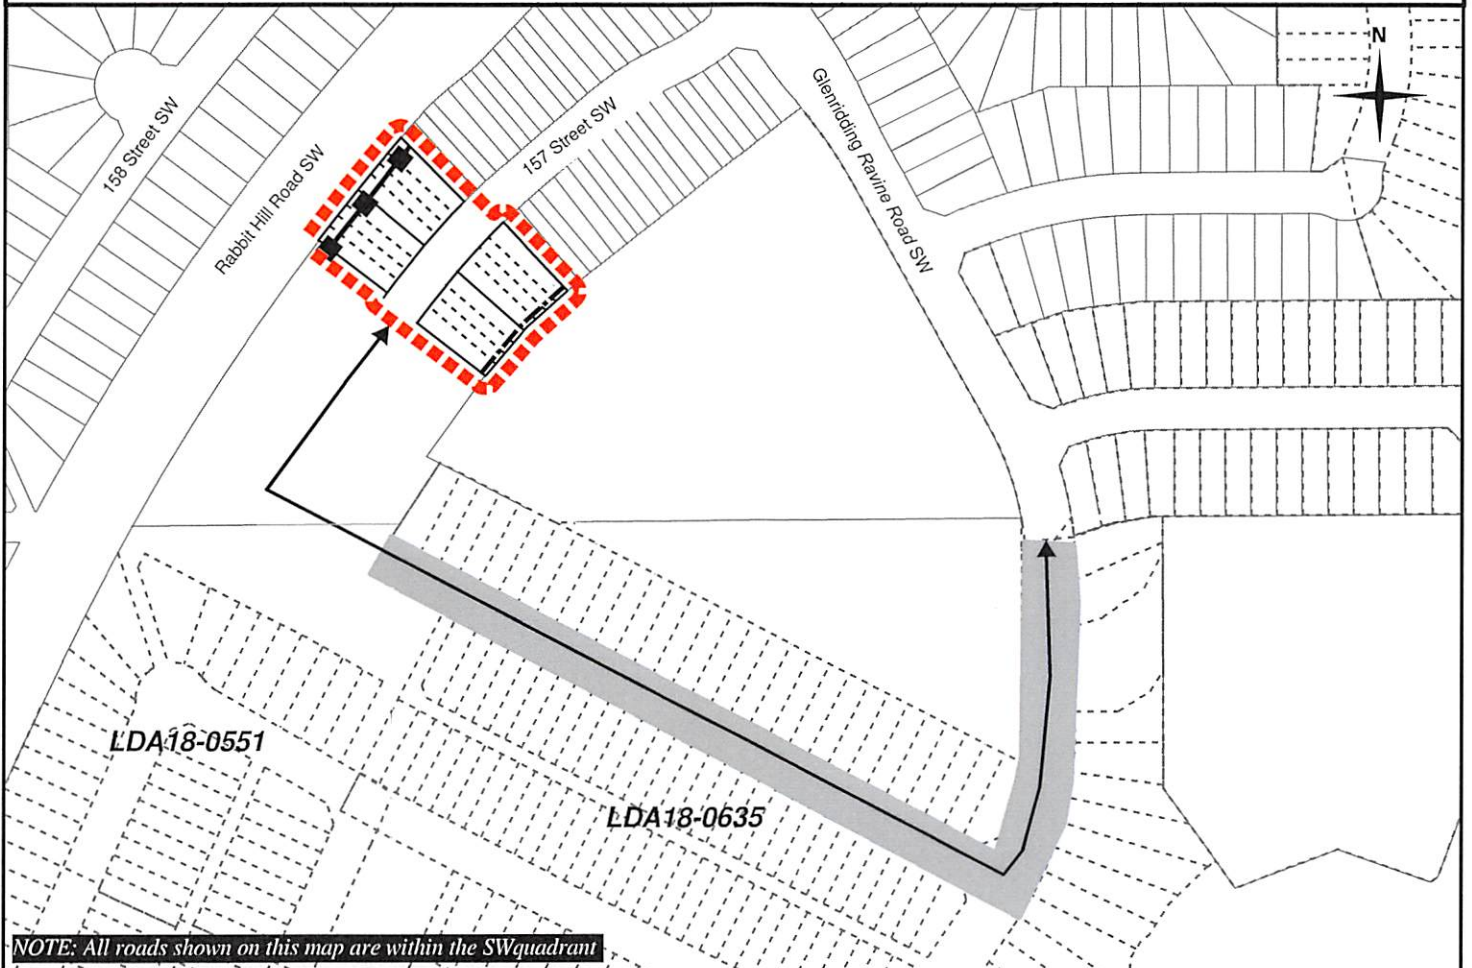 N
158 Street SW
Rabbit Hill Road SW
157 Street SW
Glenridding Ravine Road SW
LDA18-0551
LDA18-0635
NOTE: All roads shown on this map are within the SWquadrant